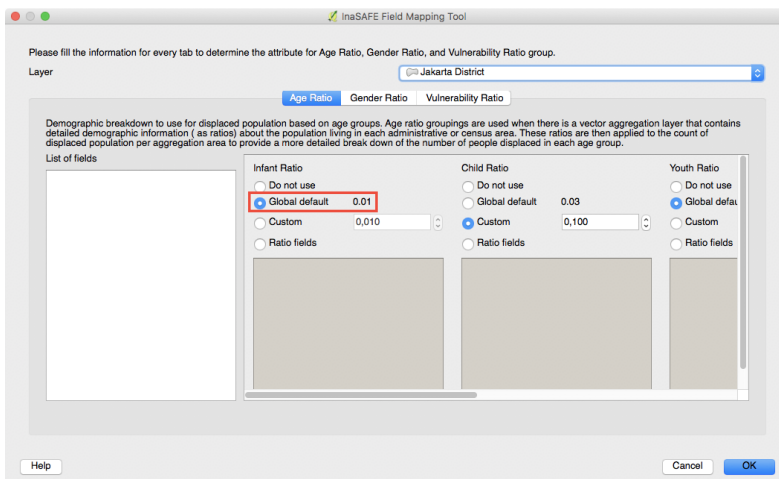 InaSAFE Field Mapping Tool
Please fill the information for every tab to determine the attribute for Age Ratio, Gender Ratio, and Vulnerability Ratio group.
Layer
Jakarta District
Age Ratio Gender Ratio Vulnerability Ratio
Demographic breakdown to use for displaced population based on age groups. Age ratio groupings are used when there is a vector aggregation layer that contains
detailed demographic information ( as ratios) about the population living in each administrative or census area. These ratios are then applied to the count of
displaced population per aggregation area to provide a more detailed break down of the number of people displaced in each age group.
List of fields
Infant Ratio Child Ratio Youth Ratio
Do not use Do not use Do not use
Global default 0.01 Global default 0.03 Global defau
Custom 0,010 Custom 0,100 Custom
Ratio fields Ratio fields Ratio fields
Help Cancel OK